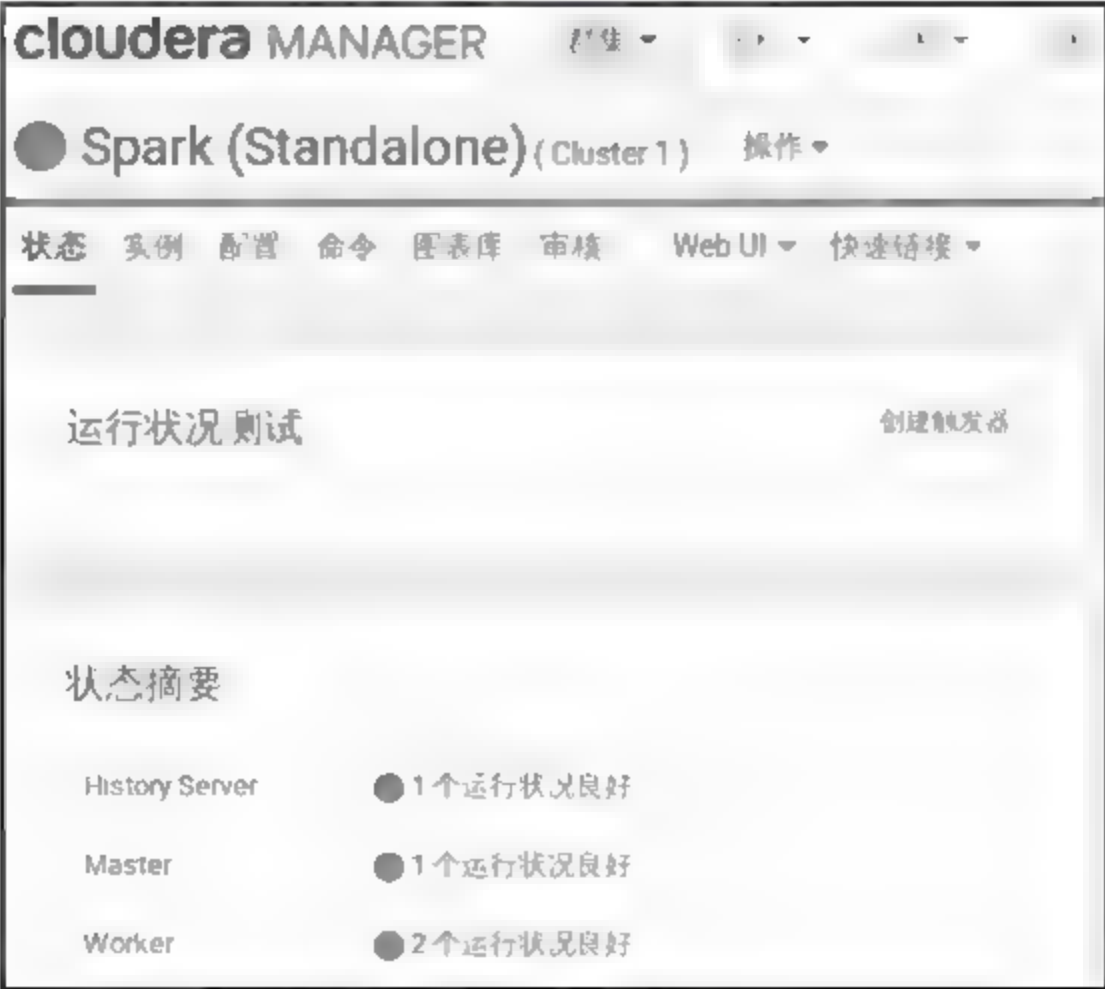 cloudera MANAGER
Spark (Standalone) (Cluster 1) 操作
状态 实例 配置 命令 图表库 审核 Web UI 快速链接
运行状况测试 创建触发器
状态摘要
History Server 1 个运行状况良好
Master 1 个运行状况良好
Worker 2 个运行状况良好